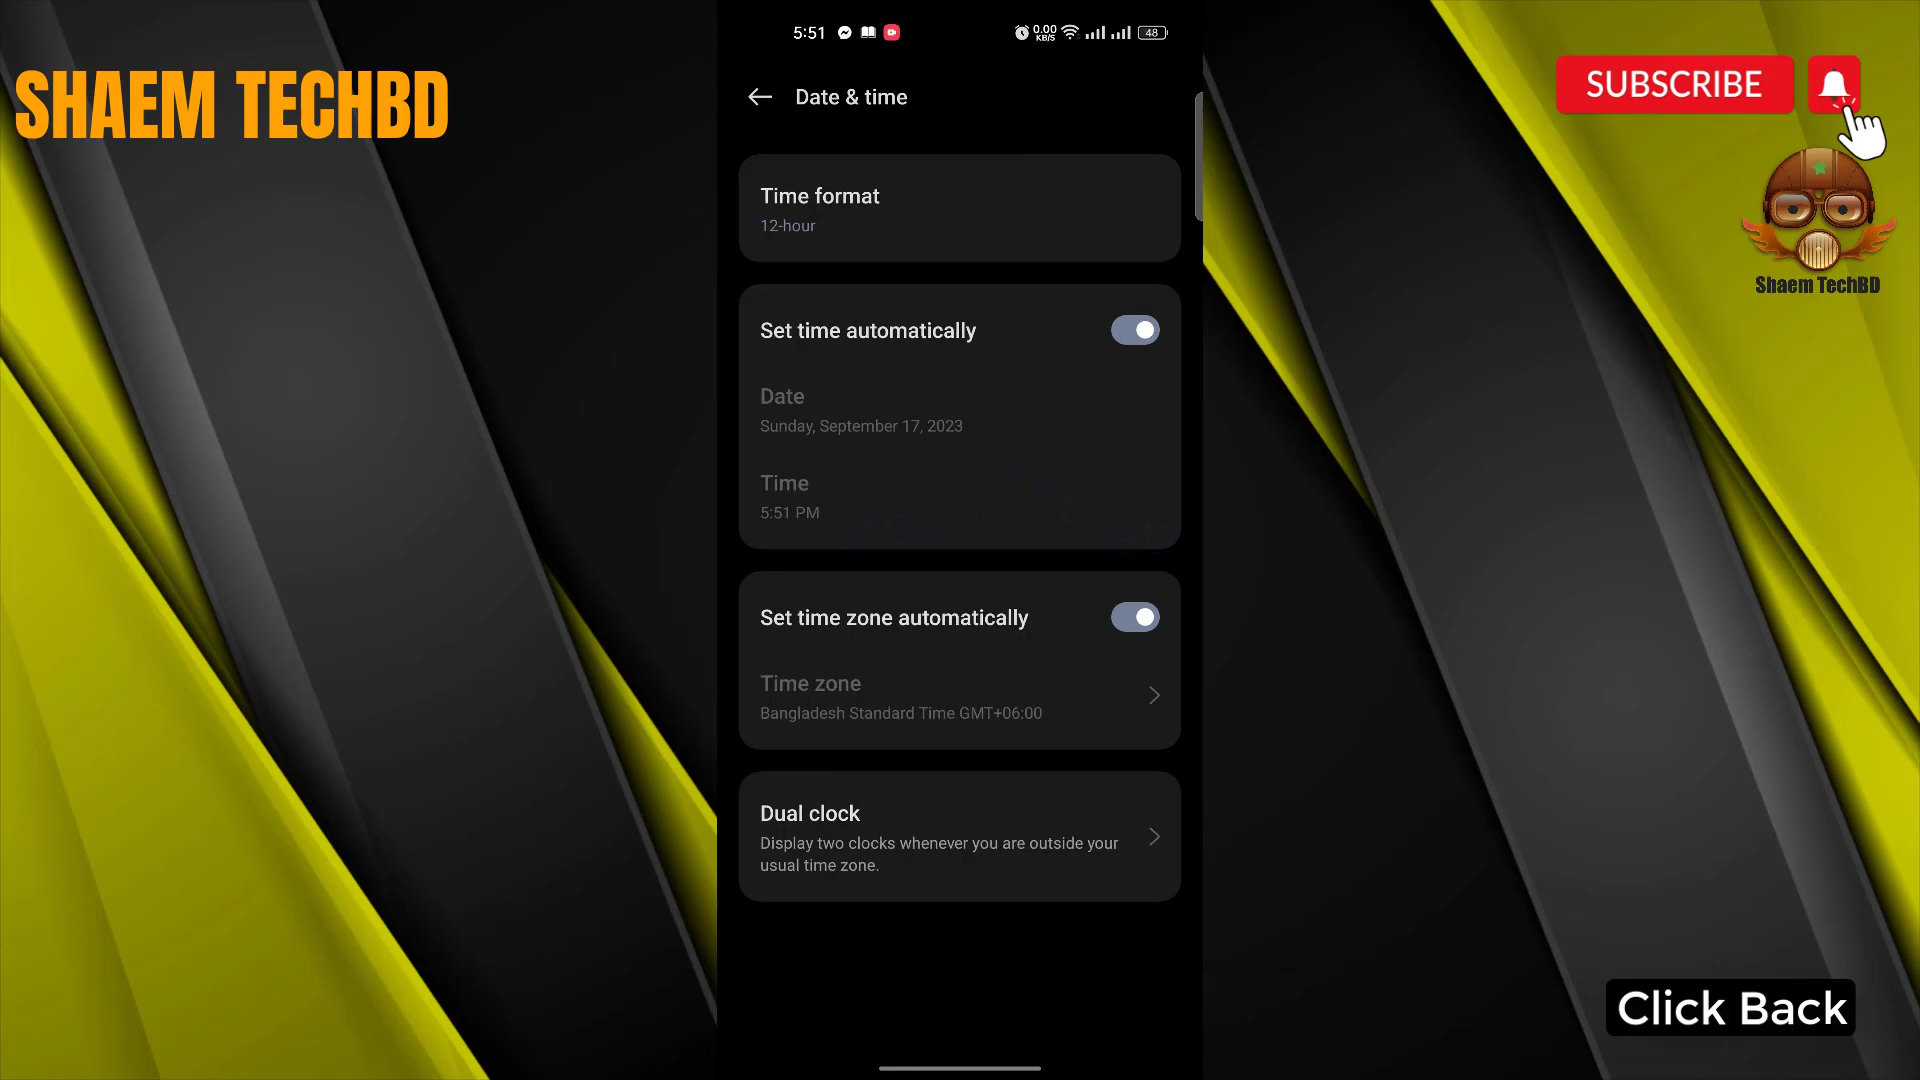 SHAEM TECHBD
5:51
0.00
KB/S
48
SUBSCRIBE
Shaem TechBD
Date & time
Time format
12-hour
Set time automatically
Date
Sunday, September 17, 2023
Time
5:51 PM
Set time zone automatically
Time zone
Bangladesh Standard Time GMT+06:00
Dual clock
Display two clocks whenever you are outside your
usual time zone.
Click Back